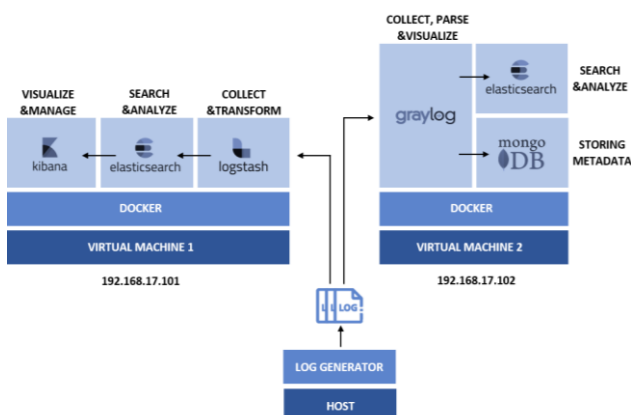 COLLECT, PARSE
&VISUALIZE
VISUALIZE
&MANAGE
SEARCH
&ANALYZE
COLLECT
&TRANSFORM
kibana
elasticsearch
logstash
DOCKER
VIRTUAL MACHINE 1
192.168.17.101
graylog
elasticsearch
SEARCH
&ANALYZE
mongo
DB
STORING
METADATA
DOCKER
VIRTUAL MACHINE 2
192.168.17.102
L L LOG
LOG GENERATOR
HOST